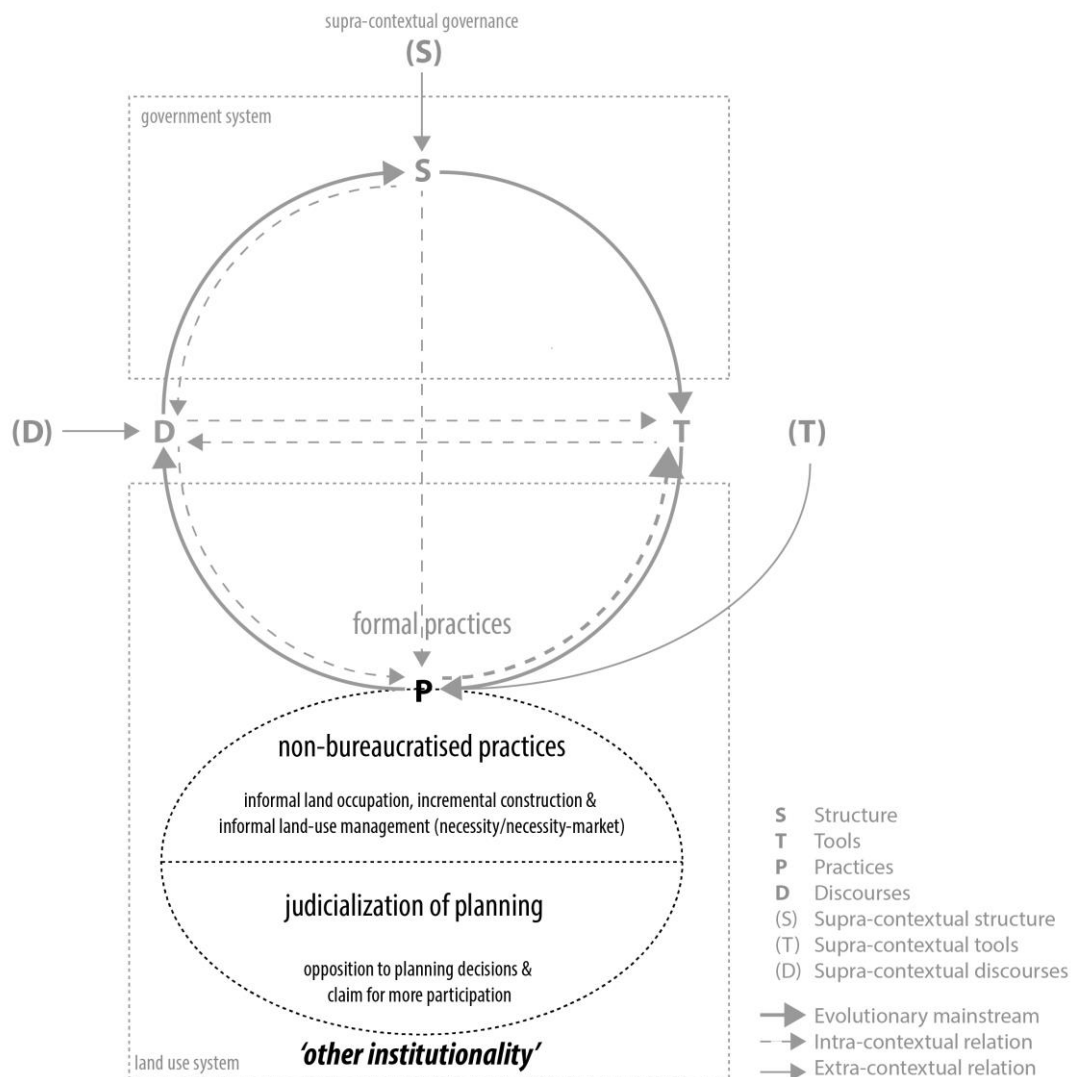 supra-contextual governance
(S)
government system
S
(D)
D
T
(T)
formal practices
P
non-bureaucratised practices
informal land occupation, incremental construction &
informal land-use management (necessity/necessity-market)
judicialization of planning
opposition to planning decisions &
claim for more participation
'other institutionality'
land use system
S Structure
T Tools
P Practices
D Discourses
(S) Supra-contextual structure
(T) Supra-contextual tools
(D) Supra-contextual discourses
Evolutionary mainstream
Intra-contextual relation
Extra-contextual relation